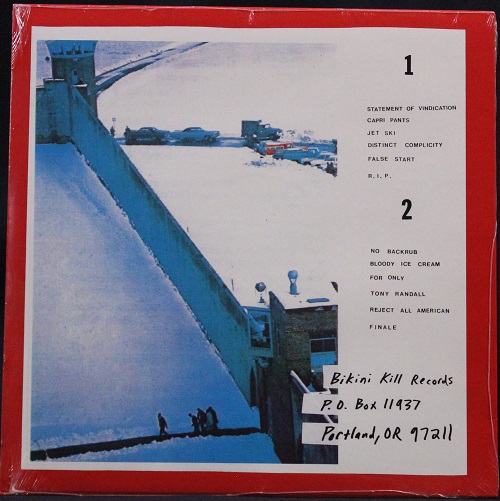 1
STATEMENT OF VINDICATION
CAPRI PANTS
JET SKI
DISTINCT COMPLICITY
FALSE START
R.I.P.
2
NO BACKRUB
BLOODY ICE CREAM
FOR ONLY
TONY RANDALL
REJECT ALL AMERICAN
FINALE
Bikini Kill Records
P.O. Box 11937
Portland, OR 97211